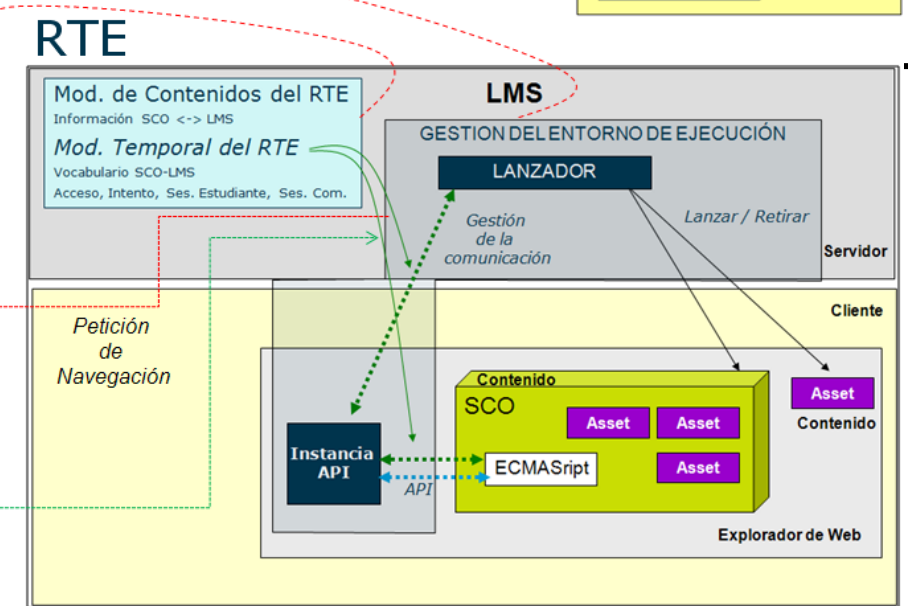 RTE
LMS
Mod. de Contenidos del RTE
Información SCO <-> LMS
Mod. Temporal del RTE
Vocabulario SCO-LMS
Acceso, Intento, Ses. Estudiante, Ses. Com.
GESTION DEL ENTORNO DE EJECUCIÓN
LANZADOR
Gestión
de la
comunicación
Lanzar / Retirar
Servidor
Cliente
Petición
de
Navegación
Contenido
SCO
Asset
Asset
Asset
Asset
Contenido
Instancia
API
API
ECMASript
Explorador de Web